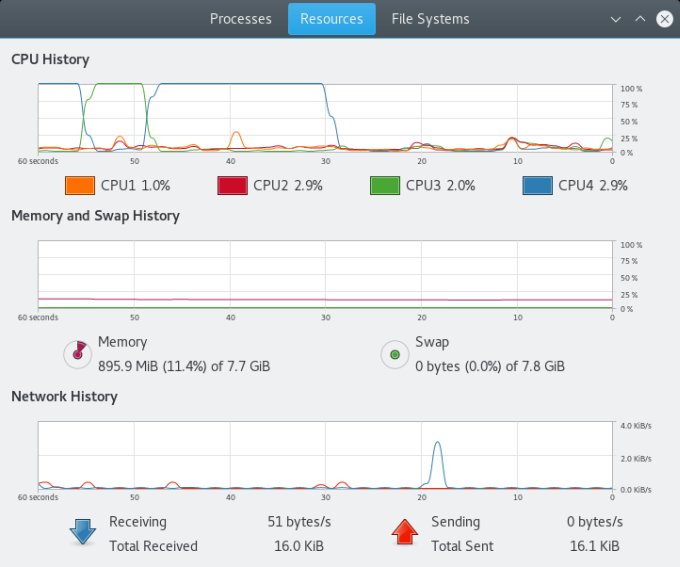 Processes Resources File Systems
CPU History
100 %
75 %
50 %
25 %
0 %
60 seconds 50 40 30 20 10 0
CPU1 1.0% CPU2 2.9% CPU3 2.0% CPU4 2.9%
Memory and Swap History
100 %
75 %
50 %
25 %
0 %
60 seconds 50 40 30 20 10 0
Memory Swap
895.9 MiB (11.4%) of 7.7 GiB 0 bytes (0.0%) of 7.8 GiB
Network History
4.0 KiB/s
2.0 KiB/s
0.0 KiB/s
60 seconds 50 40 30 20 10 0
Receiving 51 bytes/s Sending 0 bytes/s
Total Received 16.0 KiB Total Sent 16.1 KiB